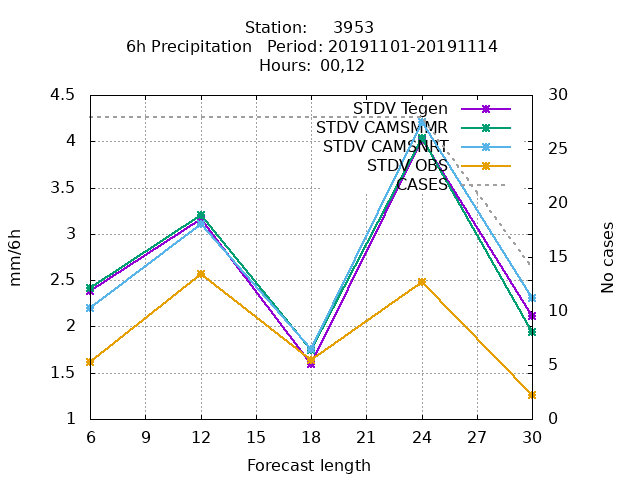 Station: 3953
6h Precipitation Period: 20191101-20191114
Hours: 00,12
4.5
4
3.5
3
2.5
2
1.5
1
mm/6h
STDV Tegen
STDV CAMSMMR
STDV CAMSNRT
STDV OBS
CASES
30
25
20
15
10
5
0
No cases
6 9 12 15 18 21 24 27 30
Forecast length